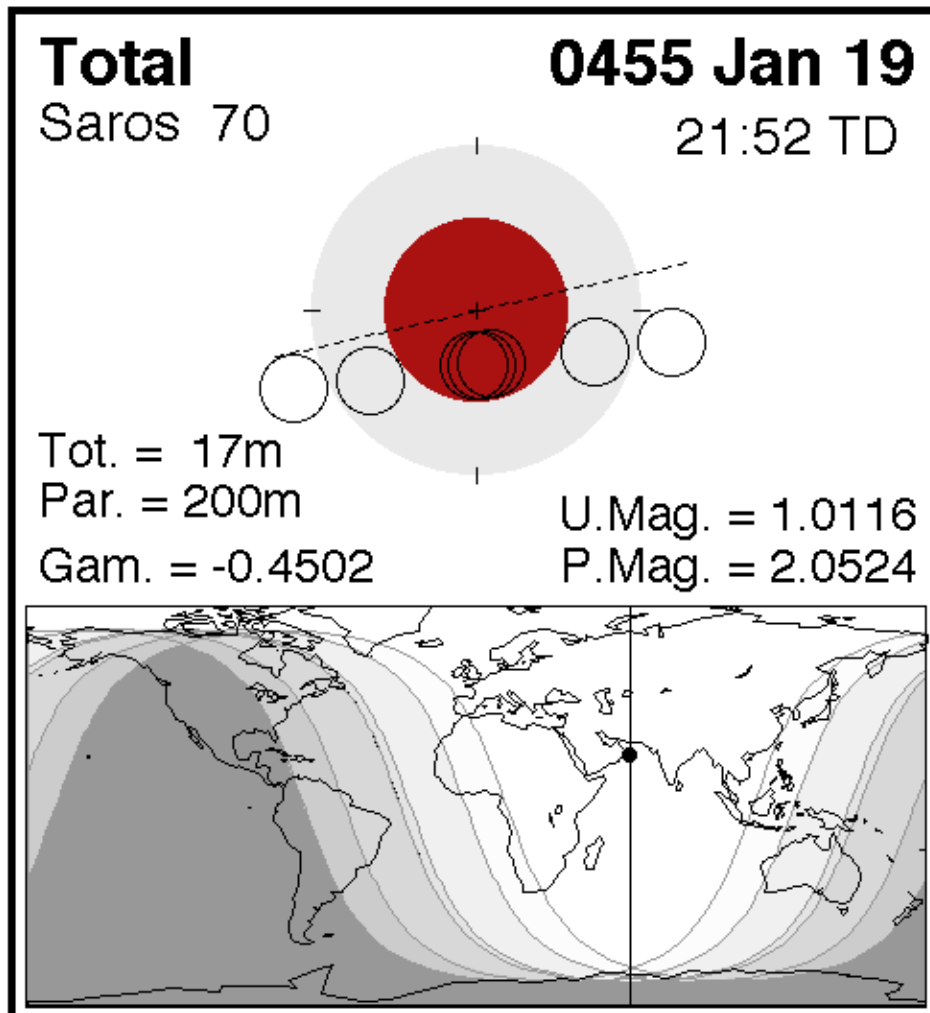 Total 0455 Jan 19
Saros 70 21:52 TD
Tot. = 17m
Par. = 200m U.Mag. = 1.0116
Gam. = -0.4502 P.Mag. = 2.0524